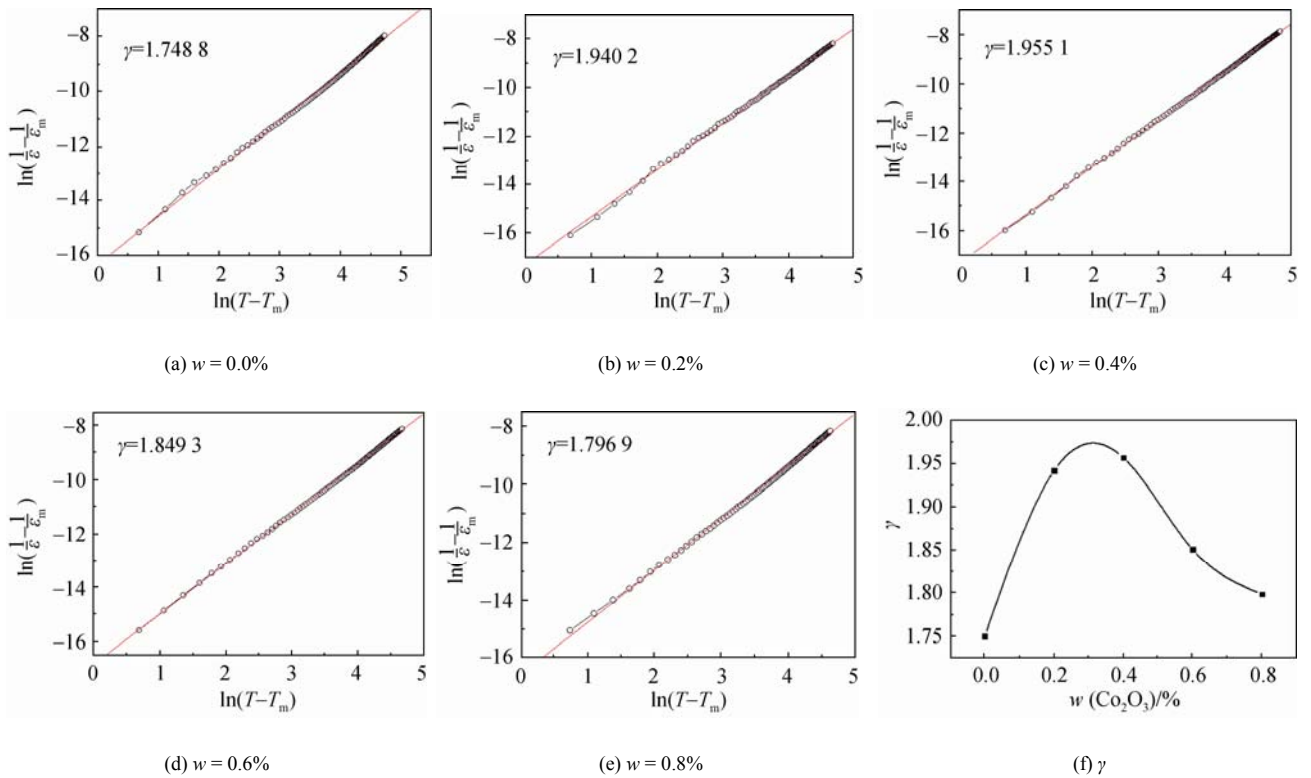 γ=1.748 8
ln(1/ε−1/εm)
−8
−10
−12
−14
−16
0 1 2 3 4 5
ln(T−Tm)
(a) w = 0.0%
γ=1.940 2
ln(1/ε−1/εm)
−8
−10
−12
−14
−16
0 1 2 3 4 5
ln(T−Tm)
(b) w = 0.2%
γ=1.955 1
ln(1/ε−1/εm)
−8
−10
−12
−14
−16
0 1 2 3 4 5
ln(T−Tm)
(c) w = 0.4%
γ=1.849 3
ln(1/ε−1/εm)
−8
−10
−12
−14
−16
0 1 2 3 4 5
ln(T−Tm)
(d) w = 0.6%
γ=1.796 9
ln(1/ε−1/εm)
−8
−10
−12
−14
−16
0 1 2 3 4 5
ln(T−Tm)
(e) w = 0.8%
γ
2.00
1.95
1.90
1.85
1.80
1.75
0.0 0.2 0.4 0.6 0.8
w (Co₂O₃)/%
(f) γ